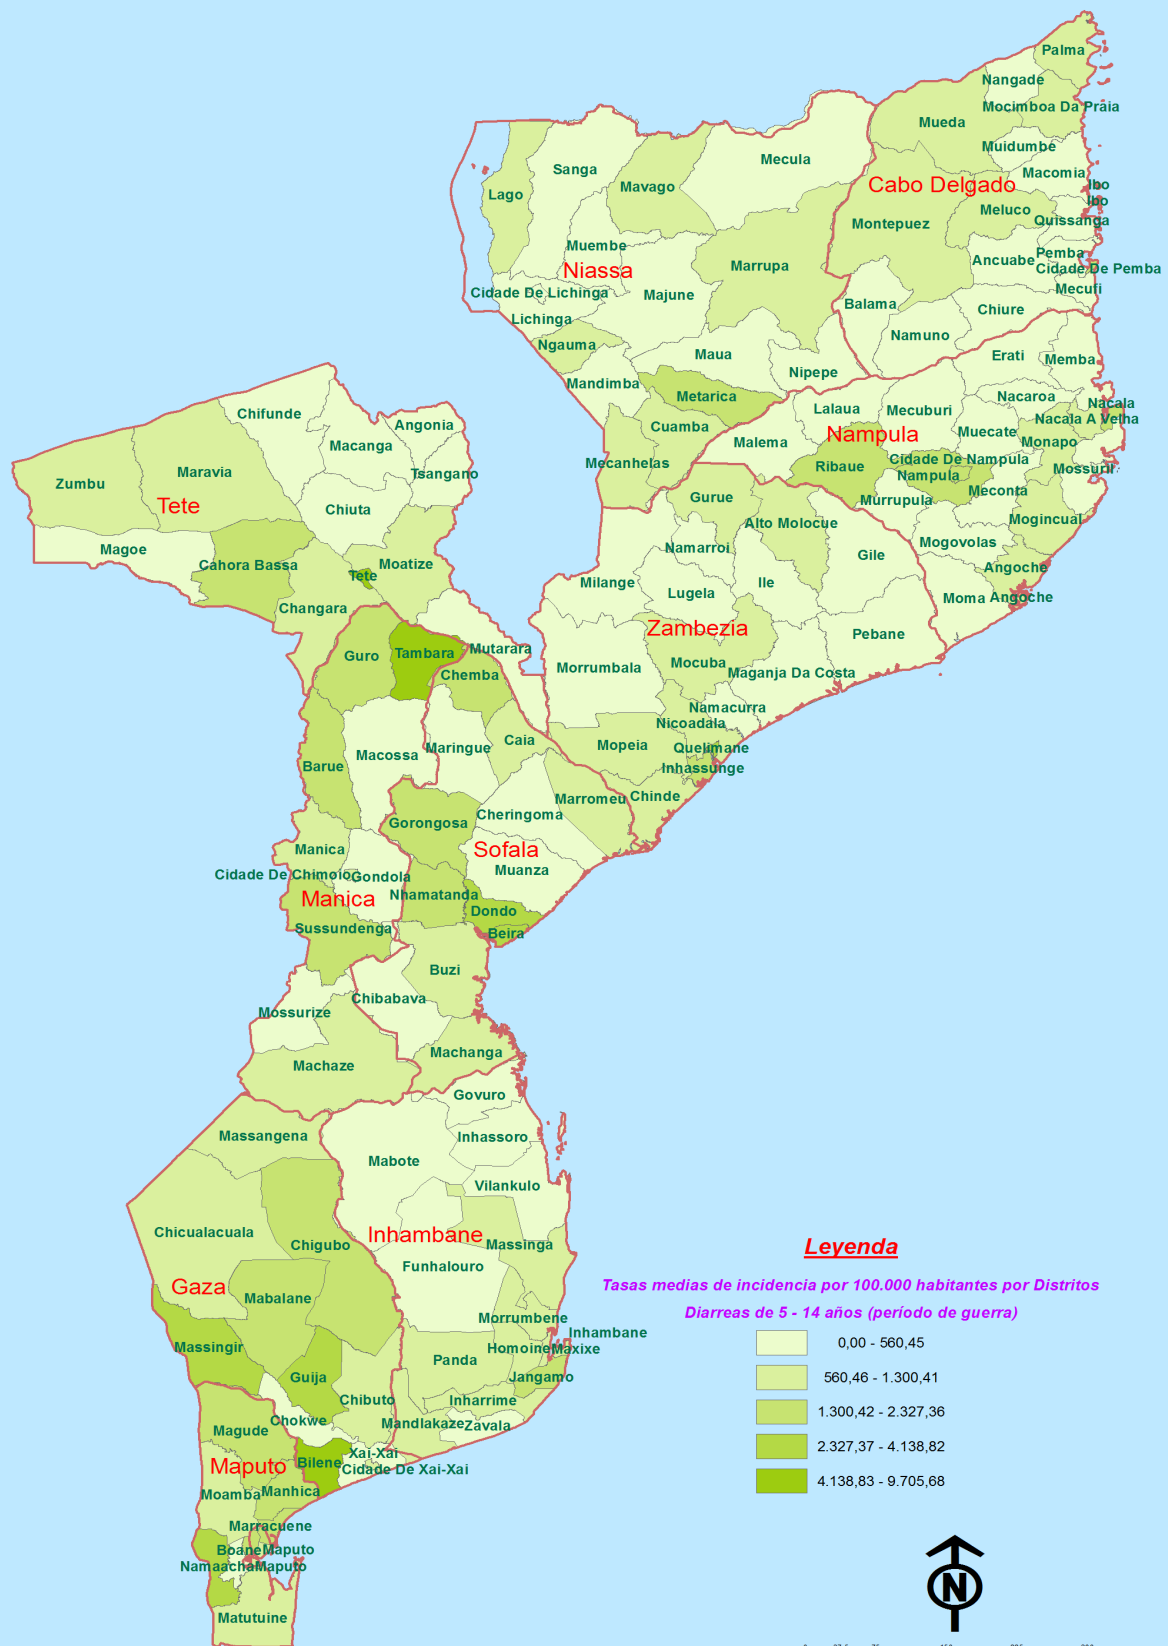 Palma
Nangade
Mocimboa Da Praia
Mueda
Muidumbe
Mecula
Sanga
Macomia
Cabo Delgado
Ibo
Mavago
Lago
Ibo
Meluco
Quissanga
Montepuez
Muembe
Pemba
Ancuabe
Marrupa
Cidade De Pemba
Niassa
Mecufi
Cidade De Lichinga
Majune
Balama
Chiure
Lichinga
Namuno
Ngauma
Maua
Erati
Memba
Nipepe
Mandimba
Metarica
Nacaroa
Nacala
Lalaua
Mecuburi
Chifunde
Nacala A Velha
Angonia
Cuamba
Muecate
Nampula
Malema
Monapo
Macanga
Cidade De Nampula
Mecanhelas
Ribaue
Mossuril
Maravia
Tsangano
Nampula
Zumbu
Meconta
Gurue
Murrupula
Tete
Chiuta
Mogincual
Alto Molocue
Mogovolas
Magoe
Namarroi
Gile
Cahora Bassa
Moatize
Angoche
Tete
Milange
Ile
Lugela
Moma
Angoche
Changara
Zambezia
Pebane
Mutarara
Guro
Tambara
Mocuba
Morrumbala
Maganja Da Costa
Chemba
Namacurra
Nicoadala
Caia
Mopeia
Maringue
Quelimane
Macossa
Barue
Inhassunge
Marromeu
Chinde
Cheringoma
Gorongosa
Manica
Sofala
Muanza
Cidade De Chimoio
Gondola
Manica
Nhamatanda
Dondo
Sussundenga
Beira
Buzi
Chibabava
Mossurize
Machanga
Machaze
Govuro
Massangena
Inhassoro
Mabote
Vilankulo
Chicualacuala
Inhambane
Chigubo
Massinga
Funhalouro
Gaza
Mabalane
Morrumbene
Inhambane
Massingir
Homoine
Maxixe
Panda
Guija
Jangamo
Chibuto
Inharrime
Chokwe
Mandlakaze
Zavala
Magude
Xai-Xai
Bilene
Maputo
Cidade De Xai-Xai
Manhica
Moamba
Marracuene
Boane
Maputo
Namaacha
Maputo
Matutuine
Leyenda
Tasas medias de incidencia por 100.000 habitantes por Distritos
Diarreas de 5 - 14 años (período de guerra)
0,00 - 560,45
560,46 - 1.300,41
1.300,42 - 2.327,36
2.327,37 - 4.138,82
4.138,83 - 9.705,68
N